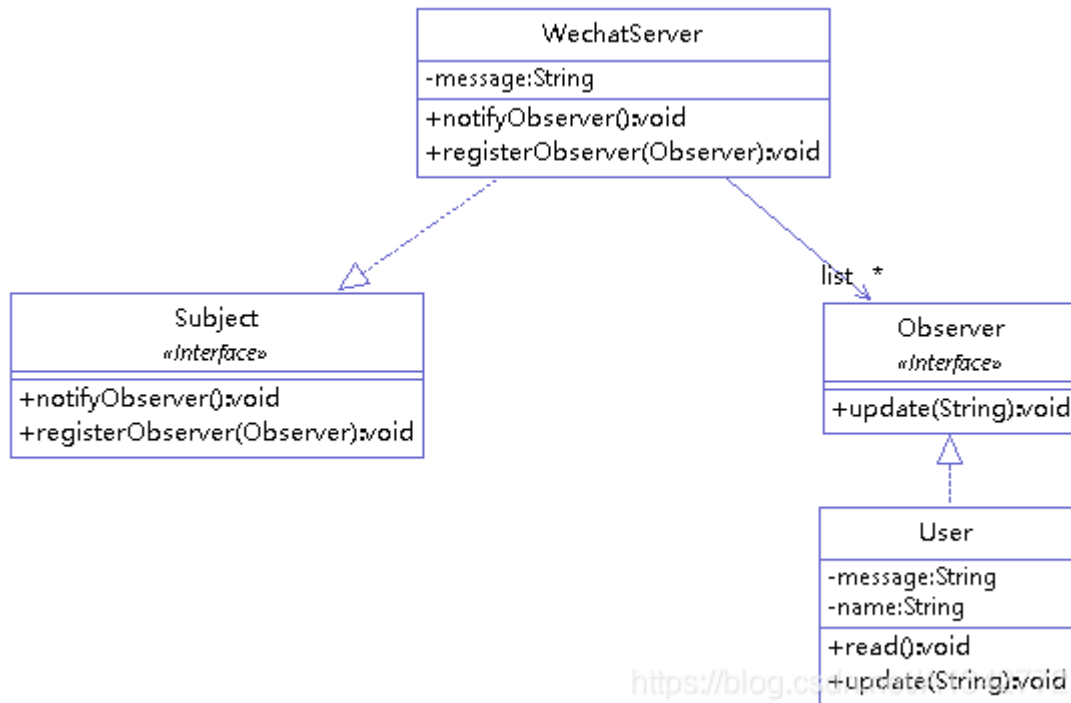 WechatServer
-message:String
+notifyObserver():void
+registerObserver(Observer):void
list *
Subject
«Interface»
+notifyObserver():void
+registerObserver(Observer):void
Observer
«Interface»
+update(String):void
User
-message:String
-name:String
+read():void
+update(String):void